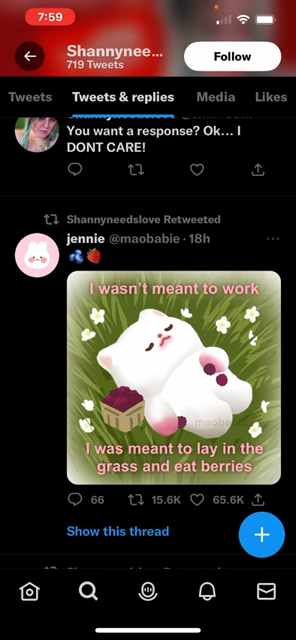 7:59
Shannynee...
719 Tweets
Follow
Tweets
Tweets & replies
Media
Likes
You want a response? Ok... I
DONT CARE!
Shannyneedslove Retweeted
jennie @maobabie · 18h
I wasn't meant to work
maoba
I was meant to lay in the
grass and eat berries
66
15.6K
65.6K
Show this thread